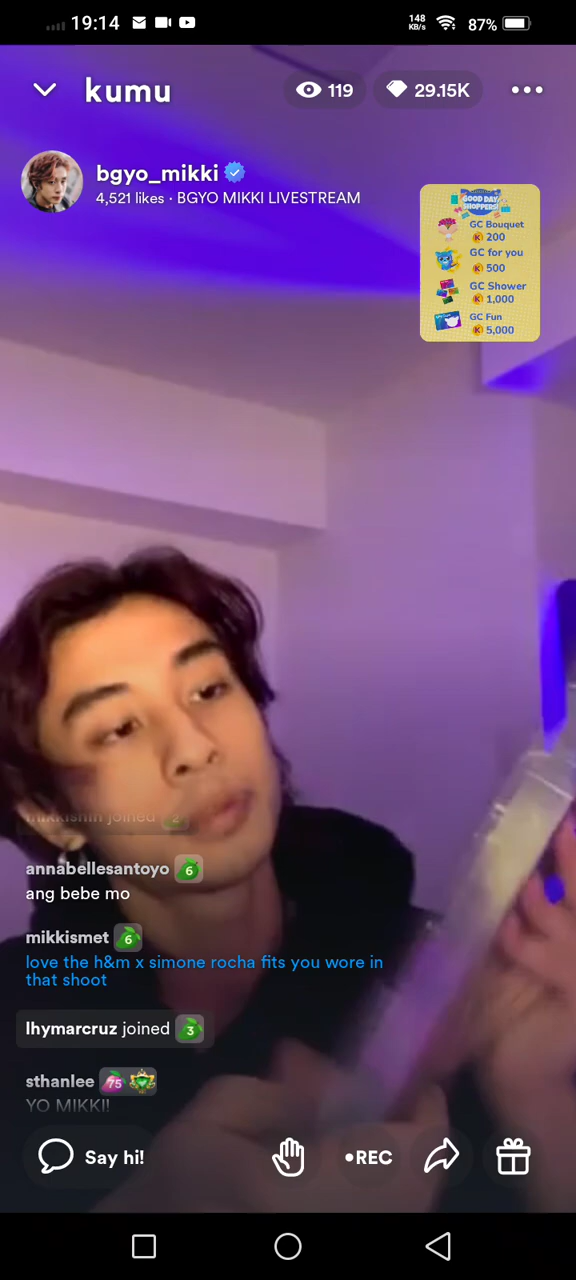 19:14
148
KB/s
87%
kumu
119
29.15K
bgyo_mikki
4,521 likes · BGYO MIKKI LIVESTREAM
GOOD DAY
SHOPPERS!
GC Bouquet
K 200
GC for you
K 500
GC Shower
K 1,000
GC Fun
K 5,000
mikkishin joined 2
annabellesantoyo 6
ang bebe mo
mikkismet 6
love the h&m x simone rocha fits you wore in
that shoot
lhymarcruz joined 3
sthanlee 75
YO MIKKI!
Say hi!
•REC